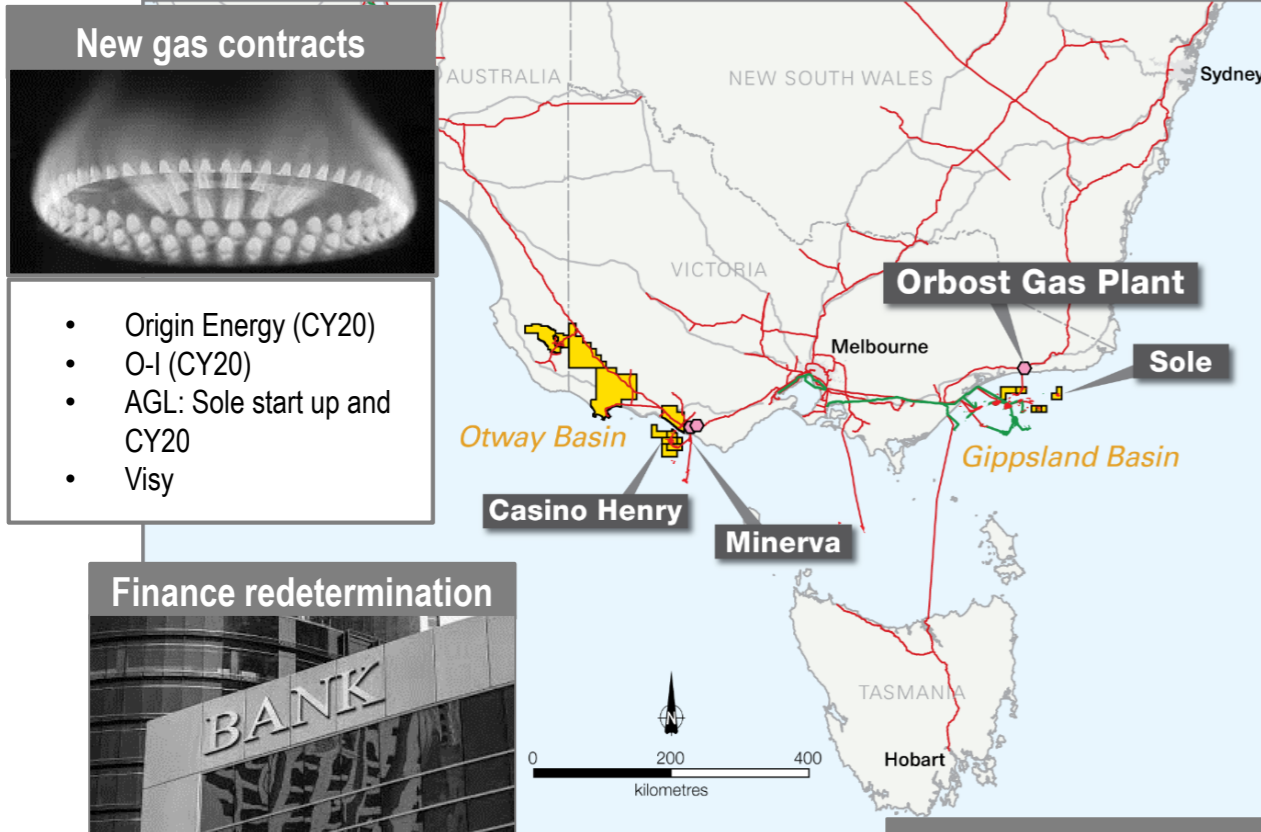 New gas contracts
• Origin Energy (CY20)
• O-I (CY20)
• AGL: Sole start up and
CY20
• Visy
AUSTRALIA
NEW SOUTH WALES
Sydney
VICTORIA
Orbost Gas Plant
Melbourne
Sole
Otway Basin
Gippsland Basin
Casino Henry
Minerva
Finance redetermination
BANK
N
TASMANIA
0 200 400
kilometres
Hobart